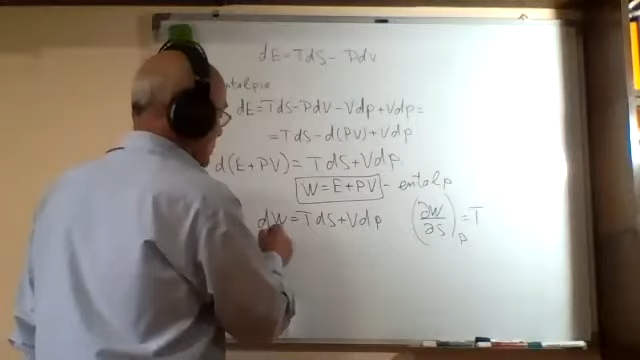 dE = TdS - PdV
entalpia
dE = TdS - PdV - Vdp + Vdp =
= TdS - d(PV) + Vdp
d(E + PV) = TdS + Vdp
W = E + PV - entalp
dW = TdS + Vdp (∂W/∂S)p = T